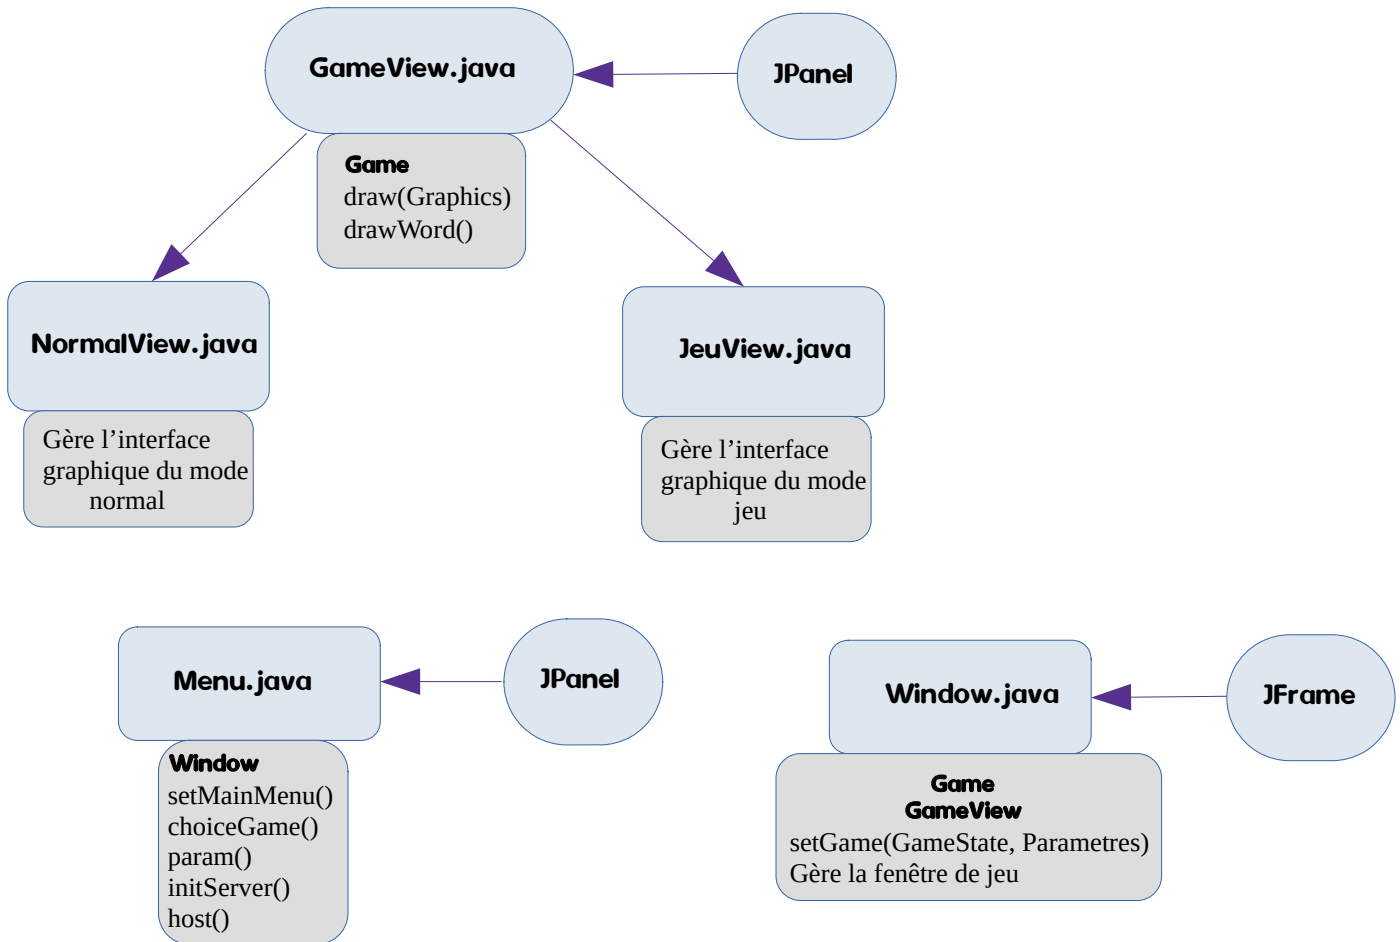 GameView.java
JPanel
Game
draw(Graphics)
drawWord()
NormalView.java
JeuView.java
Gère l’interface
graphique du mode
normal
Gère l’interface
graphique du mode
jeu
Menu.java
JPanel
Window.java
JFrame
Window
setMainMenu()
choiceGame()
param()
initServer()
host()
Game
GameView
setGame(GameState, Parametres)
Gère la fenêtre de jeu